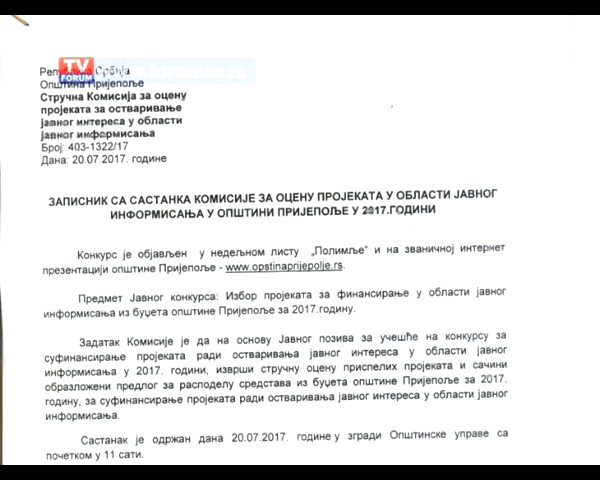 TV
FORUM
www.forumtv.rs
Република Србија
Општина Пријепоље
Стручна Комисија за оцену
пројеката за остваривање
јавног интереса у области
јавног информисања
Број: 403-1322/17
Дана: 20.07.2017. године
ЗАПИСНИК СА САСТАНКА КОМИСИЈЕ ЗА ОЦЕНУ ПРОЈЕКАТА У ОБЛАСТИ ЈАВНОГ
ИНФОРМИСАЊА У ОПШТИНИ ПРИЈЕПОЉЕ У 2017.ГОДИНИ
Конкурс је објављен у недељном листу „Полимље“ и на званичној интернет
презентацији општине Пријепоље - www.opstinaprijepolje.rs.
Предмет Јавног конкурса: Избор пројеката за финансирање у области јавног
информисања из буџета општине Пријепоље за 2017.годину.
Задатак Комисије је да на основу Јавног позива за учешће на конкурсу за
суфинансирање пројеката ради остваривања јавног интереса у области јавног
информисања у 2017. години, изврши стручну оцену приспелих пројеката и сачини
образложени предлог за расподелу средстава из буџета општине Пријепоље за 2017.
годину, за суфинансирање пројеката ради остваривања јавног интереса у области јавног
информисања.
Састанак је одржан дана 20.07.2017. године у згради Општинске управе са
почетком у 11 сати.